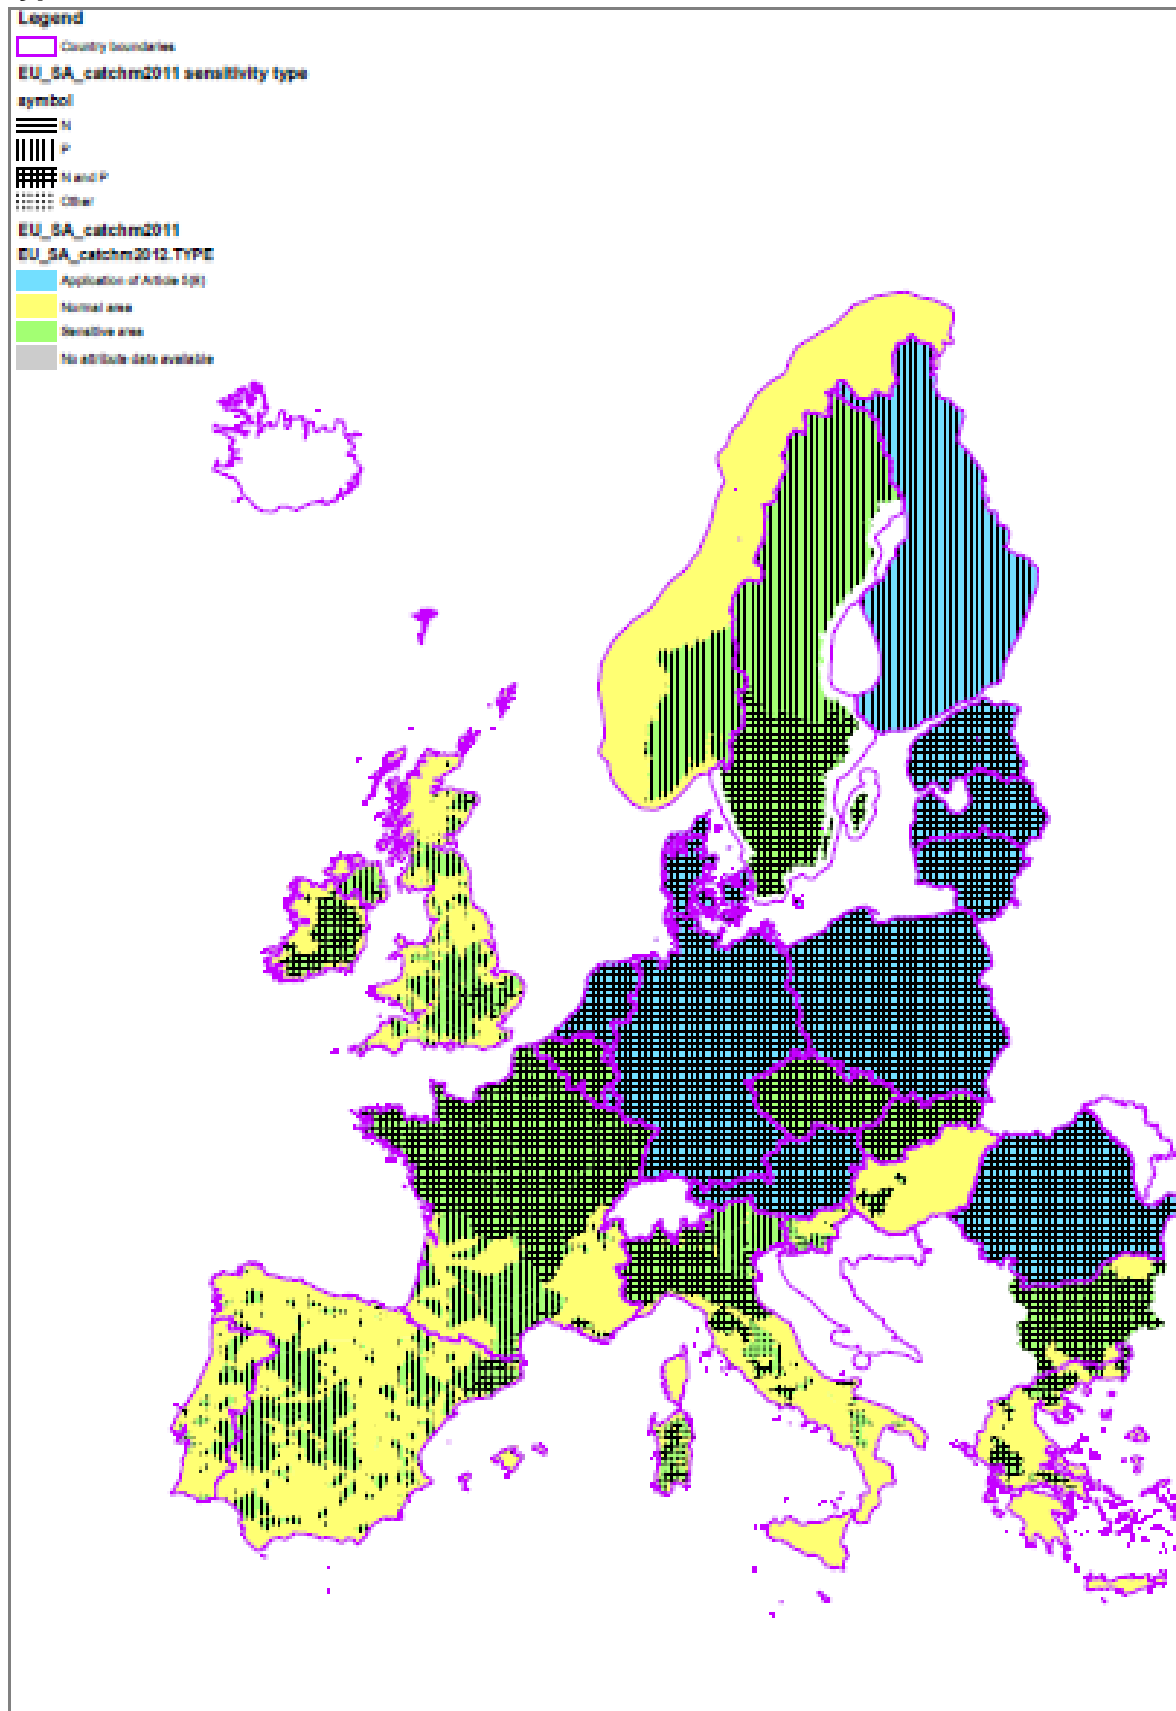 Legend
Country boundaries
EU_SA_catchm2011 sensitivity type
symbol
N
P
N and P
Other
EU_SA_catchm2011
EU_SA_catchm2012.TYPE
Application of Article 5(8)
Normal area
Sensitive area
No attribute data available